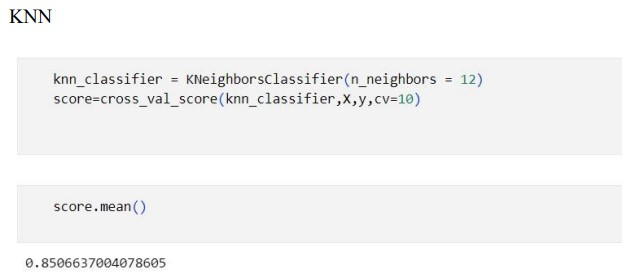 KNN
knn_classifier = KNeighborsClassifier(n_neighbors = 12)
score=cross_val_score(knn_classifier,X,y,cv=10)
score.mean()
0.8506637004078605